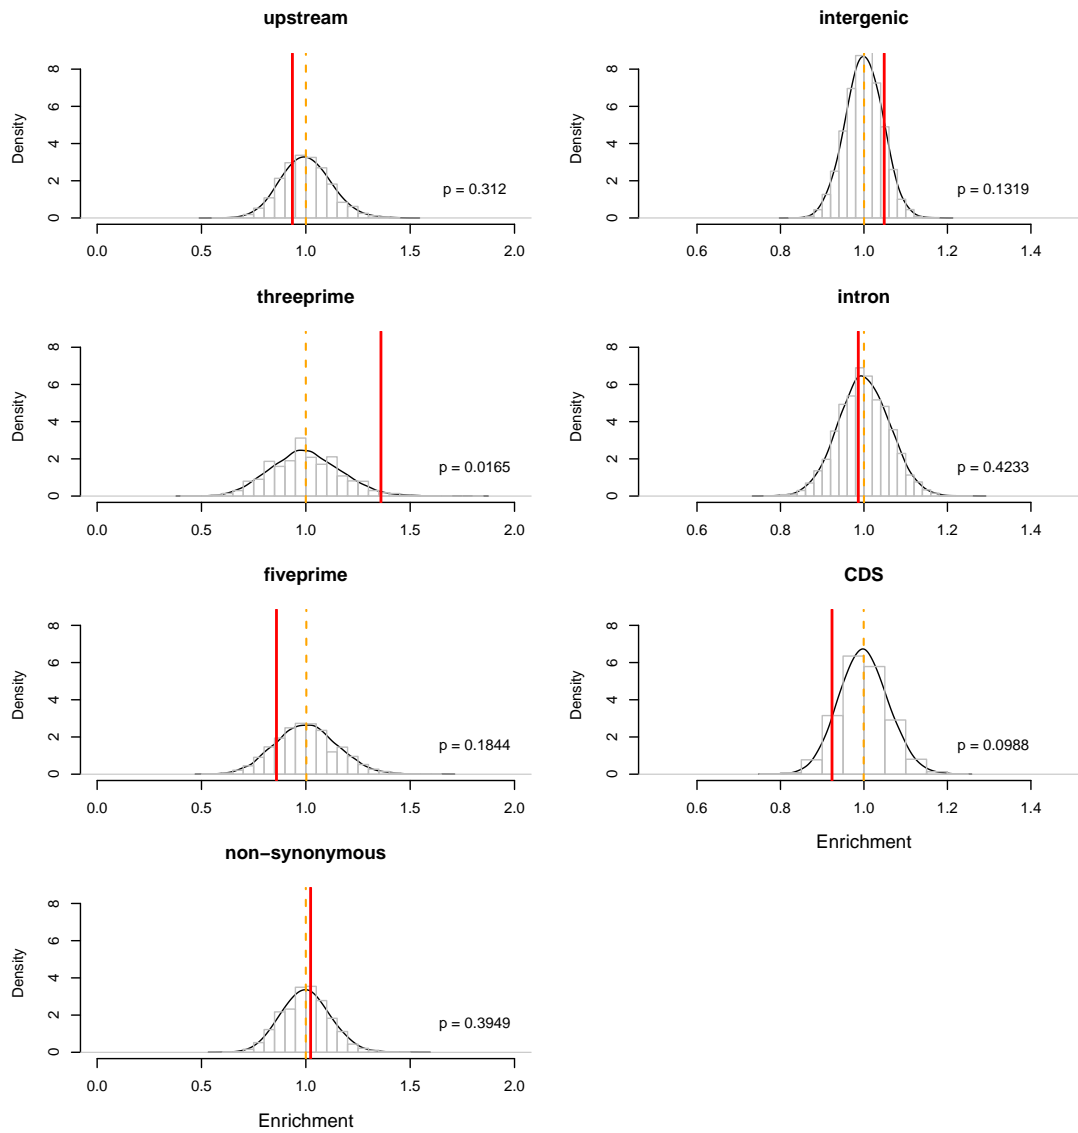 upstream
Density
0 2 4 6 8
p = 0.312
0.0 0.5 1.0 1.5 2.0
intergenic
Density
0 2 4 6 8
p = 0.1319
0.6 0.8 1.0 1.2 1.4
threeprime
Density
0 2 4 6 8
p = 0.0165
0.0 0.5 1.0 1.5 2.0
intron
Density
0 2 4 6 8
p = 0.4233
0.6 0.8 1.0 1.2 1.4
fiveprime
Density
0 2 4 6 8
p = 0.1844
0.0 0.5 1.0 1.5 2.0
CDS
Density
0 2 4 6 8
p = 0.0988
0.6 0.8 1.0 1.2 1.4
Enrichment
non−synonymous
Density
0 2 4 6 8
p = 0.3949
0.0 0.5 1.0 1.5 2.0
Enrichment